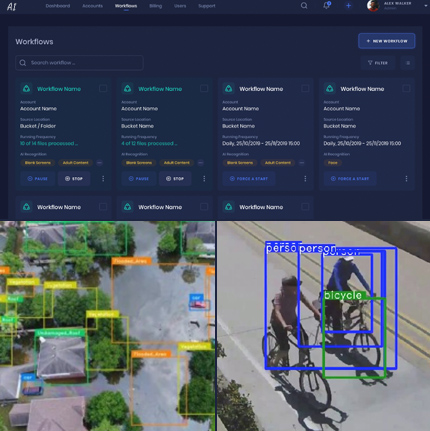 AI
Dashboard Accounts Workflows Billing Users Support
ALEX WALKER
Workflows
+ NEW WORKFLOW
Search workflow ...
FILTER
Workflow Name Workflow Name Workflow Name Workflow Name
Account Account Account Account
Account Name Account Name Account Name Account Name
Source Location Source Location Source Location Source Location
Bucket / Folder Bucket Name Bucket Name Bucket Name
Running Frequency Running Frequency Running Frequency Running Frequency
10 of 14 files processed ... 4 of 12 files processed ... Daily, 25/10/2019 - 25/11/2019 15:00 Daily, 25/10/2019 - 25/11/2019 15:00
AI Recognition AI Recognition AI Recognition AI Recognition
Blank Screens Adult Content Blank Screens Adult Content Blank Screens Adult Content Face
PAUSE STOP PAUSE STOP FORCE A START FORCE A START
Workflow Name Workflow Name Workflow Name
Flooded_Area
Vegetation
Vegetation
Vegetation
Undamaged_Roof
Flooded_Area
Vegetation
person person person
bicycle